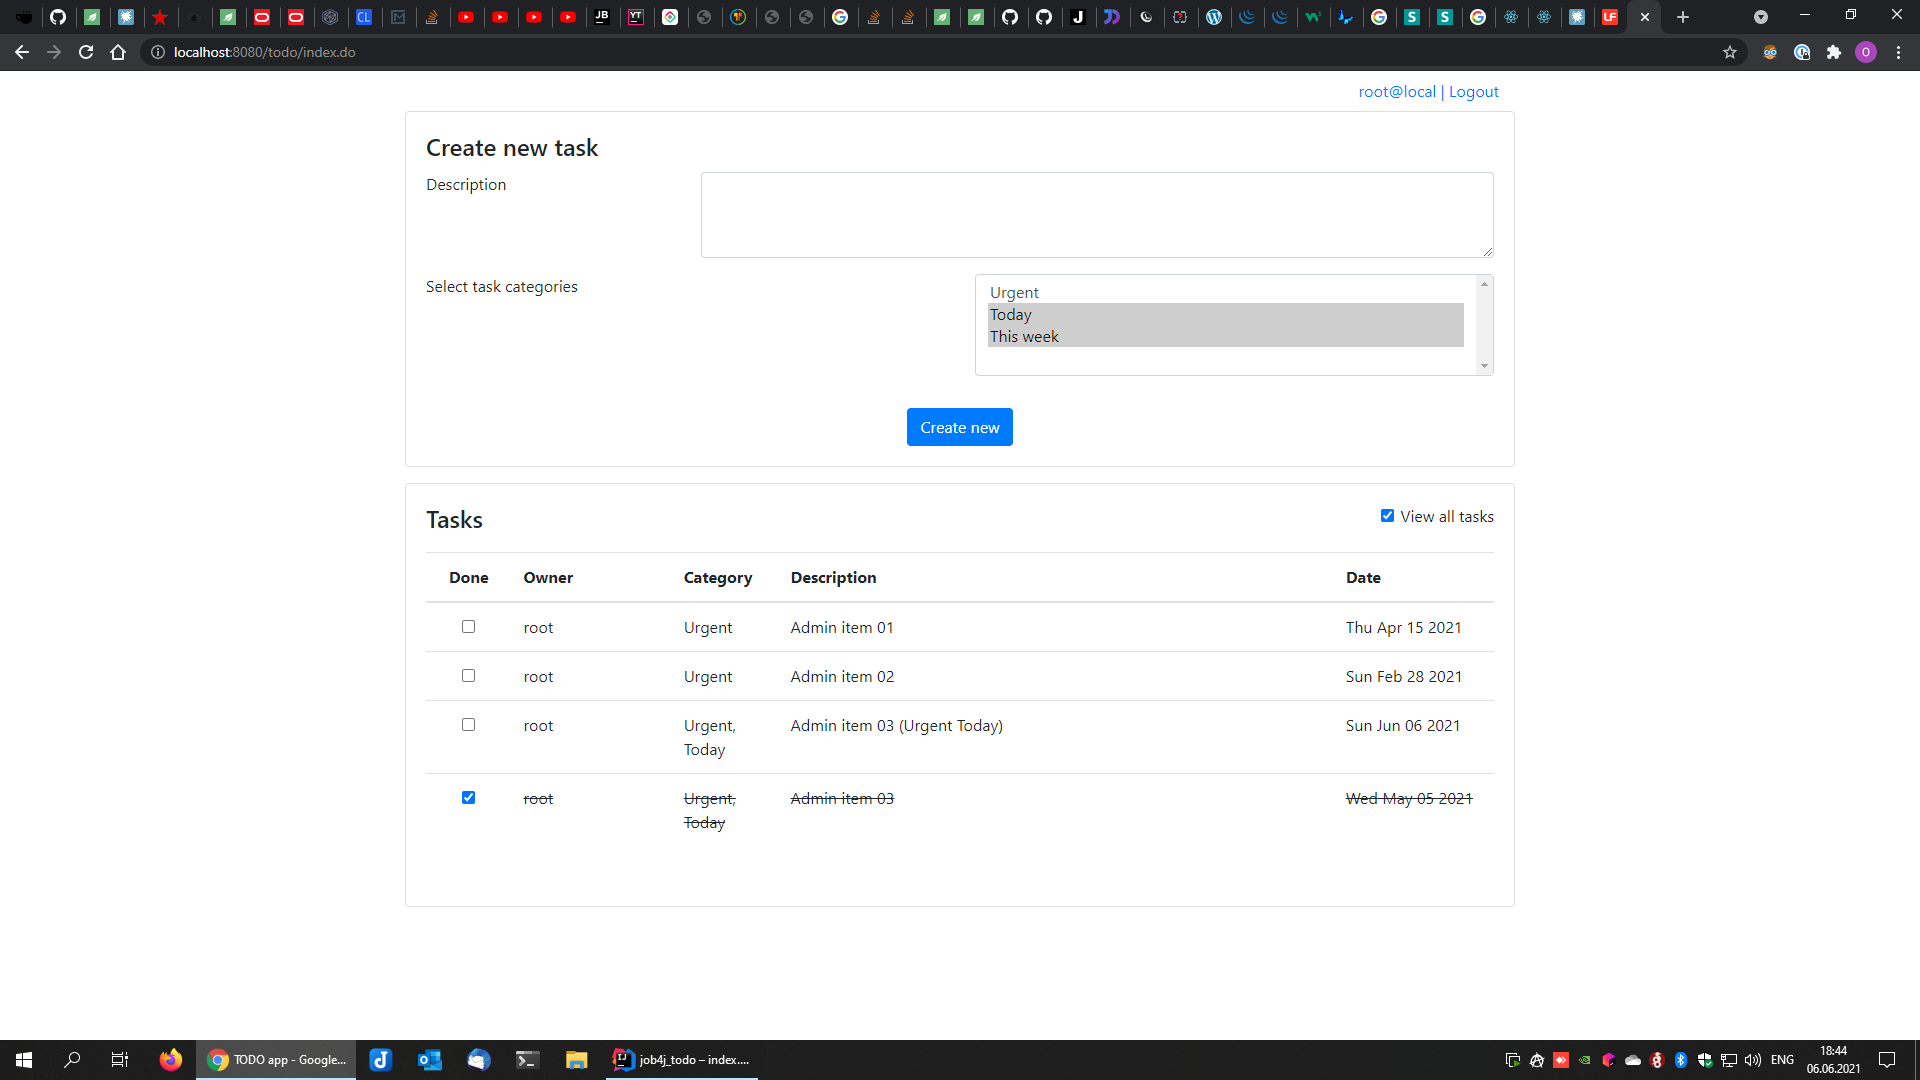 CL
JB
YT
J
S
S
LF
localhost:8080/todo/index.do
O
root@local | Logout
Create new task
Description
Select task categories
Urgent
Today
This week
Create new
Tasks
View all tasks
Done Owner Category Description Date
root Urgent Admin item 01 Thu Apr 15 2021
root Urgent Admin item 02 Sun Feb 28 2021
root Urgent, Admin item 03 (Urgent Today) Sun Jun 06 2021
Today
root Urgent, Admin item 03 Wed May 05 2021
Today
TODO app - Google...
job4j_todo – index....
ENG
18:44
06.06.2021